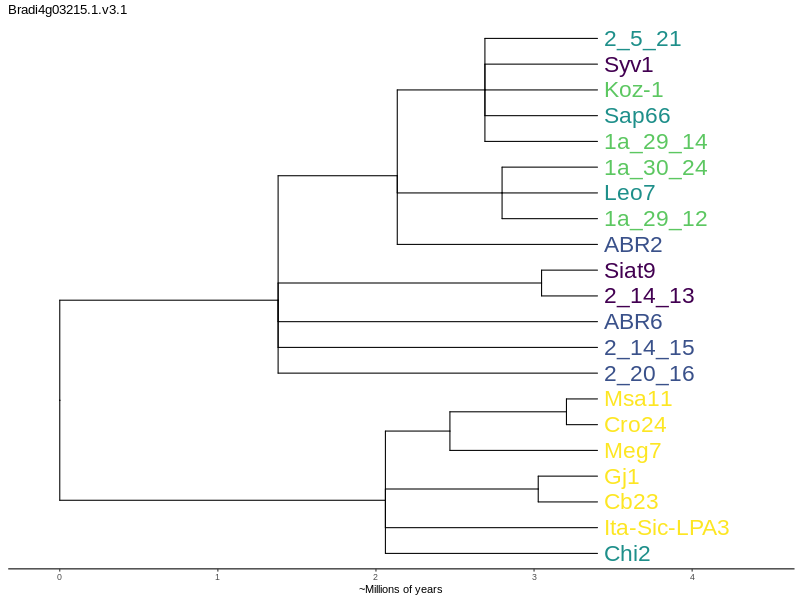 Bradi4g03215.1.v3.1
2_5_21
Syv1
Koz-1
Sap66
1a_29_14
1a_30_24
Leo7
1a_29_12
ABR2
Siat9
2_14_13
ABR6
2_14_15
2_20_16
Msa11
Cro24
Meg7
Gj1
Cb23
Ita-Sic-LPA3
Chi2
0 1 2 3 4
~Millions of years